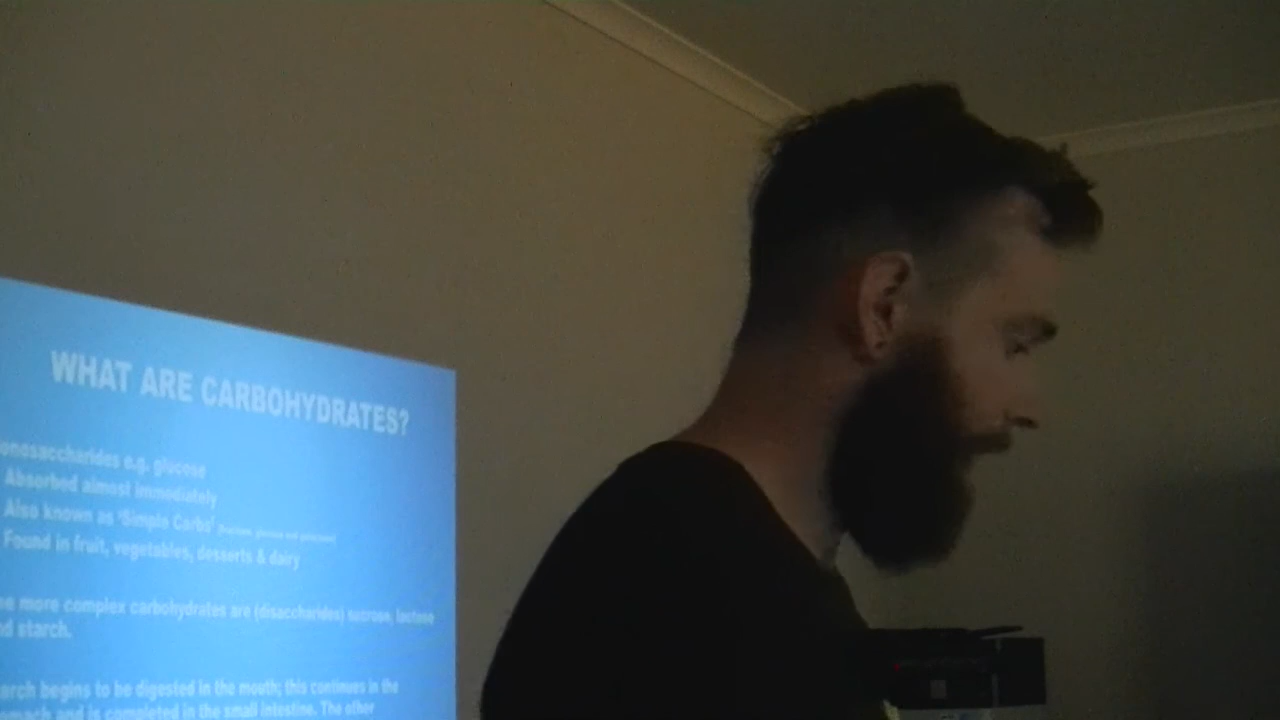 WHAT ARE CARBOHYDRATES?
onosaccharides e.g. glucose
Absorbed almost immediately
Also known as 'Simple Carbs'
Found in fruit, vegetables, desserts & dairy
e more complex carbohydrates are (disaccharides) sucrose, lactose
nd starch.
arch begins to be digested in the mouth; this continues in the
omach and is completed in the small intestine. The other